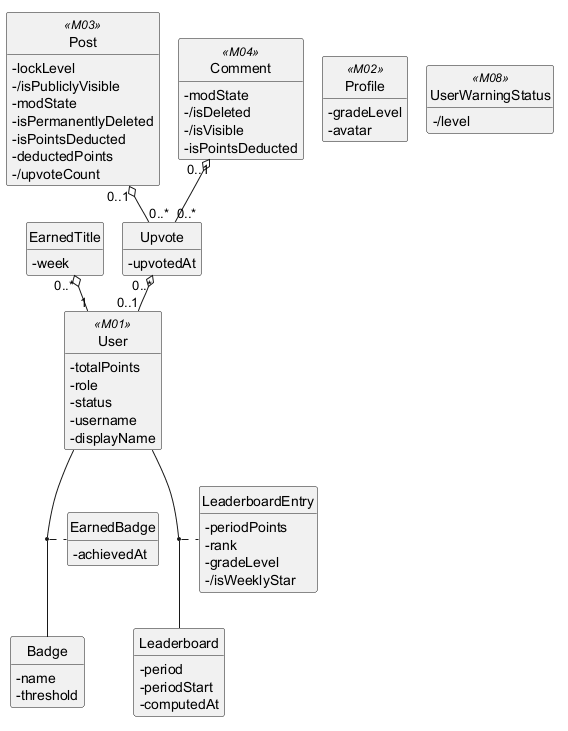 «M03»
Post
-lockLevel
-/isPubliclyVisible
-modState
-isPermanentlyDeleted
-isPointsDeducted
-deductedPoints
-/upvoteCount
«M04»
Comment
-modState
-/isDeleted
-/isVisible
-isPointsDeducted
«M02»
Profile
-gradeLevel
-avatar
«M08»
UserWarningStatus
-/level
0..1
0..1
0..*
0..*
EarnedTitle
-week
Upvote
-upvotedAt
0..*
1
0..*
0..1
«M01»
User
-totalPoints
-role
-status
-username
-displayName
EarnedBadge
-achievedAt
LeaderboardEntry
-periodPoints
-rank
-gradeLevel
-/isWeeklyStar
Badge
-name
-threshold
Leaderboard
-period
-periodStart
-computedAt